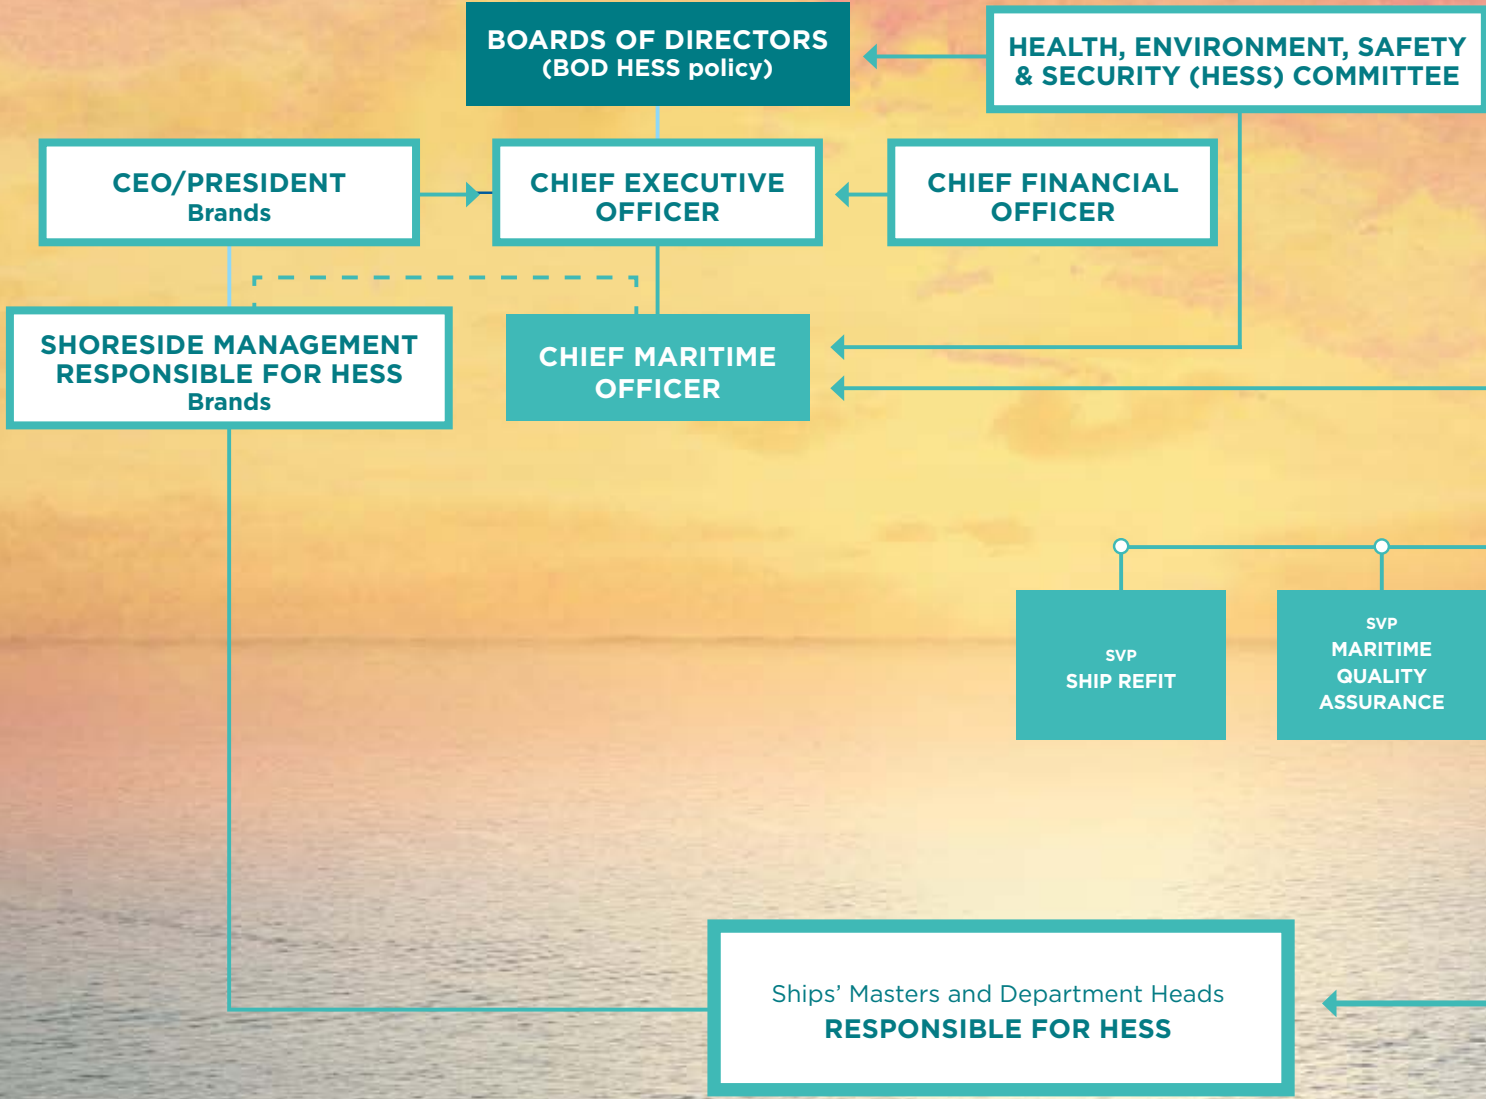 BOARDS OF DIRECTORS
(BOD HESS policy)
HEALTH, ENVIRONMENT, SAFETY
& SECURITY (HESS) COMMITTEE
CEO/PRESIDENT
Brands
CHIEF EXECUTIVE
OFFICER
CHIEF FINANCIAL
OFFICER
SHORESIDE MANAGEMENT
RESPONSIBLE FOR HESS
Brands
CHIEF MARITIME
OFFICER
SVP
SHIP REFIT
SVP
MARITIME
QUALITY
ASSURANCE
Ships’ Masters and Department Heads
RESPONSIBLE FOR HESS